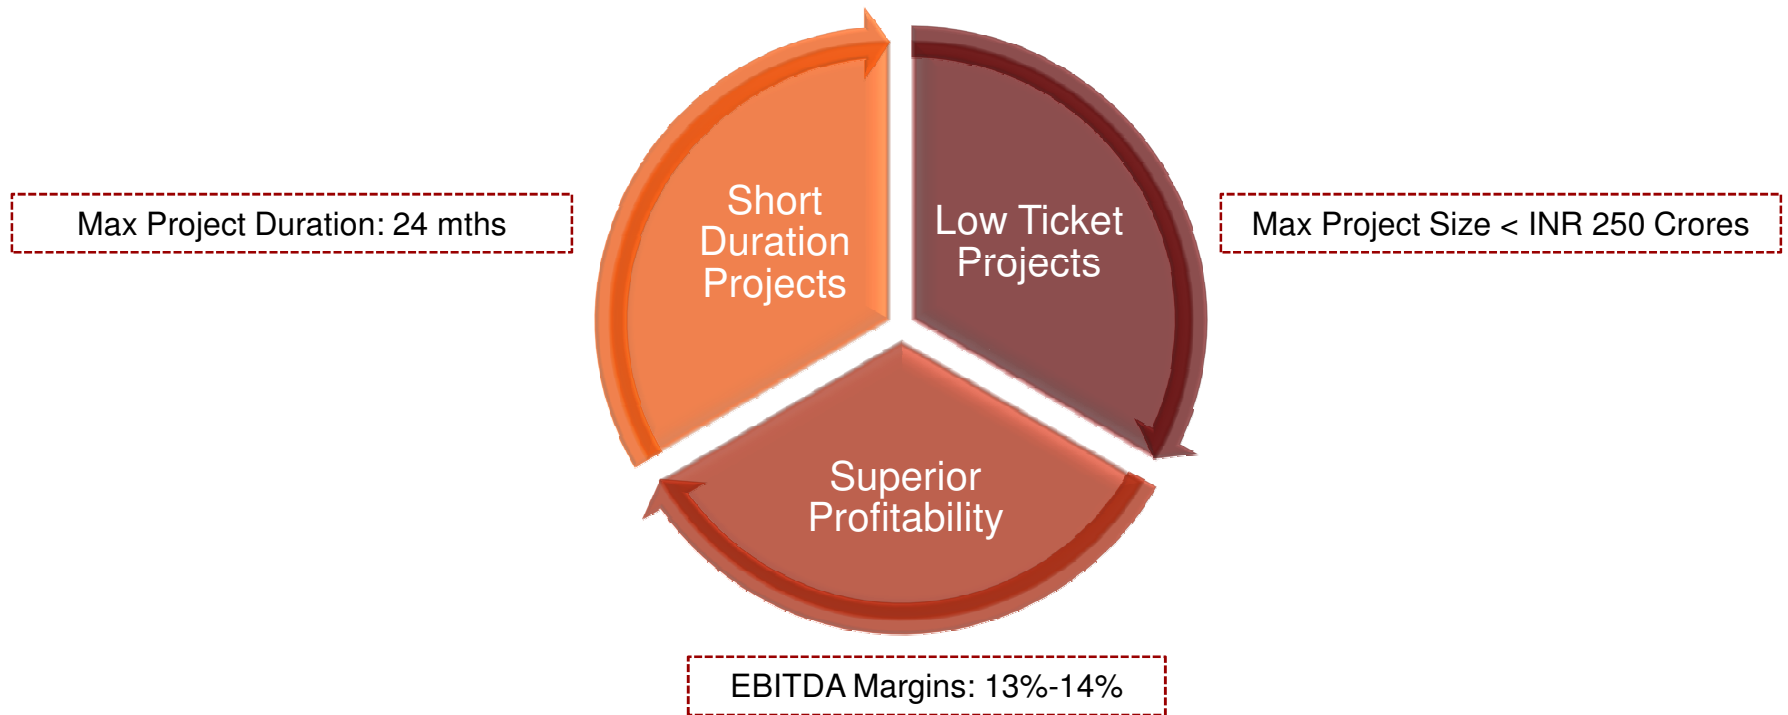 Short
Duration
Projects
Low Ticket
Projects
Max Project Duration: 24 mths
Max Project Size < INR 250 Crores
Superior
Profitability
EBITDA Margins: 13%-14%